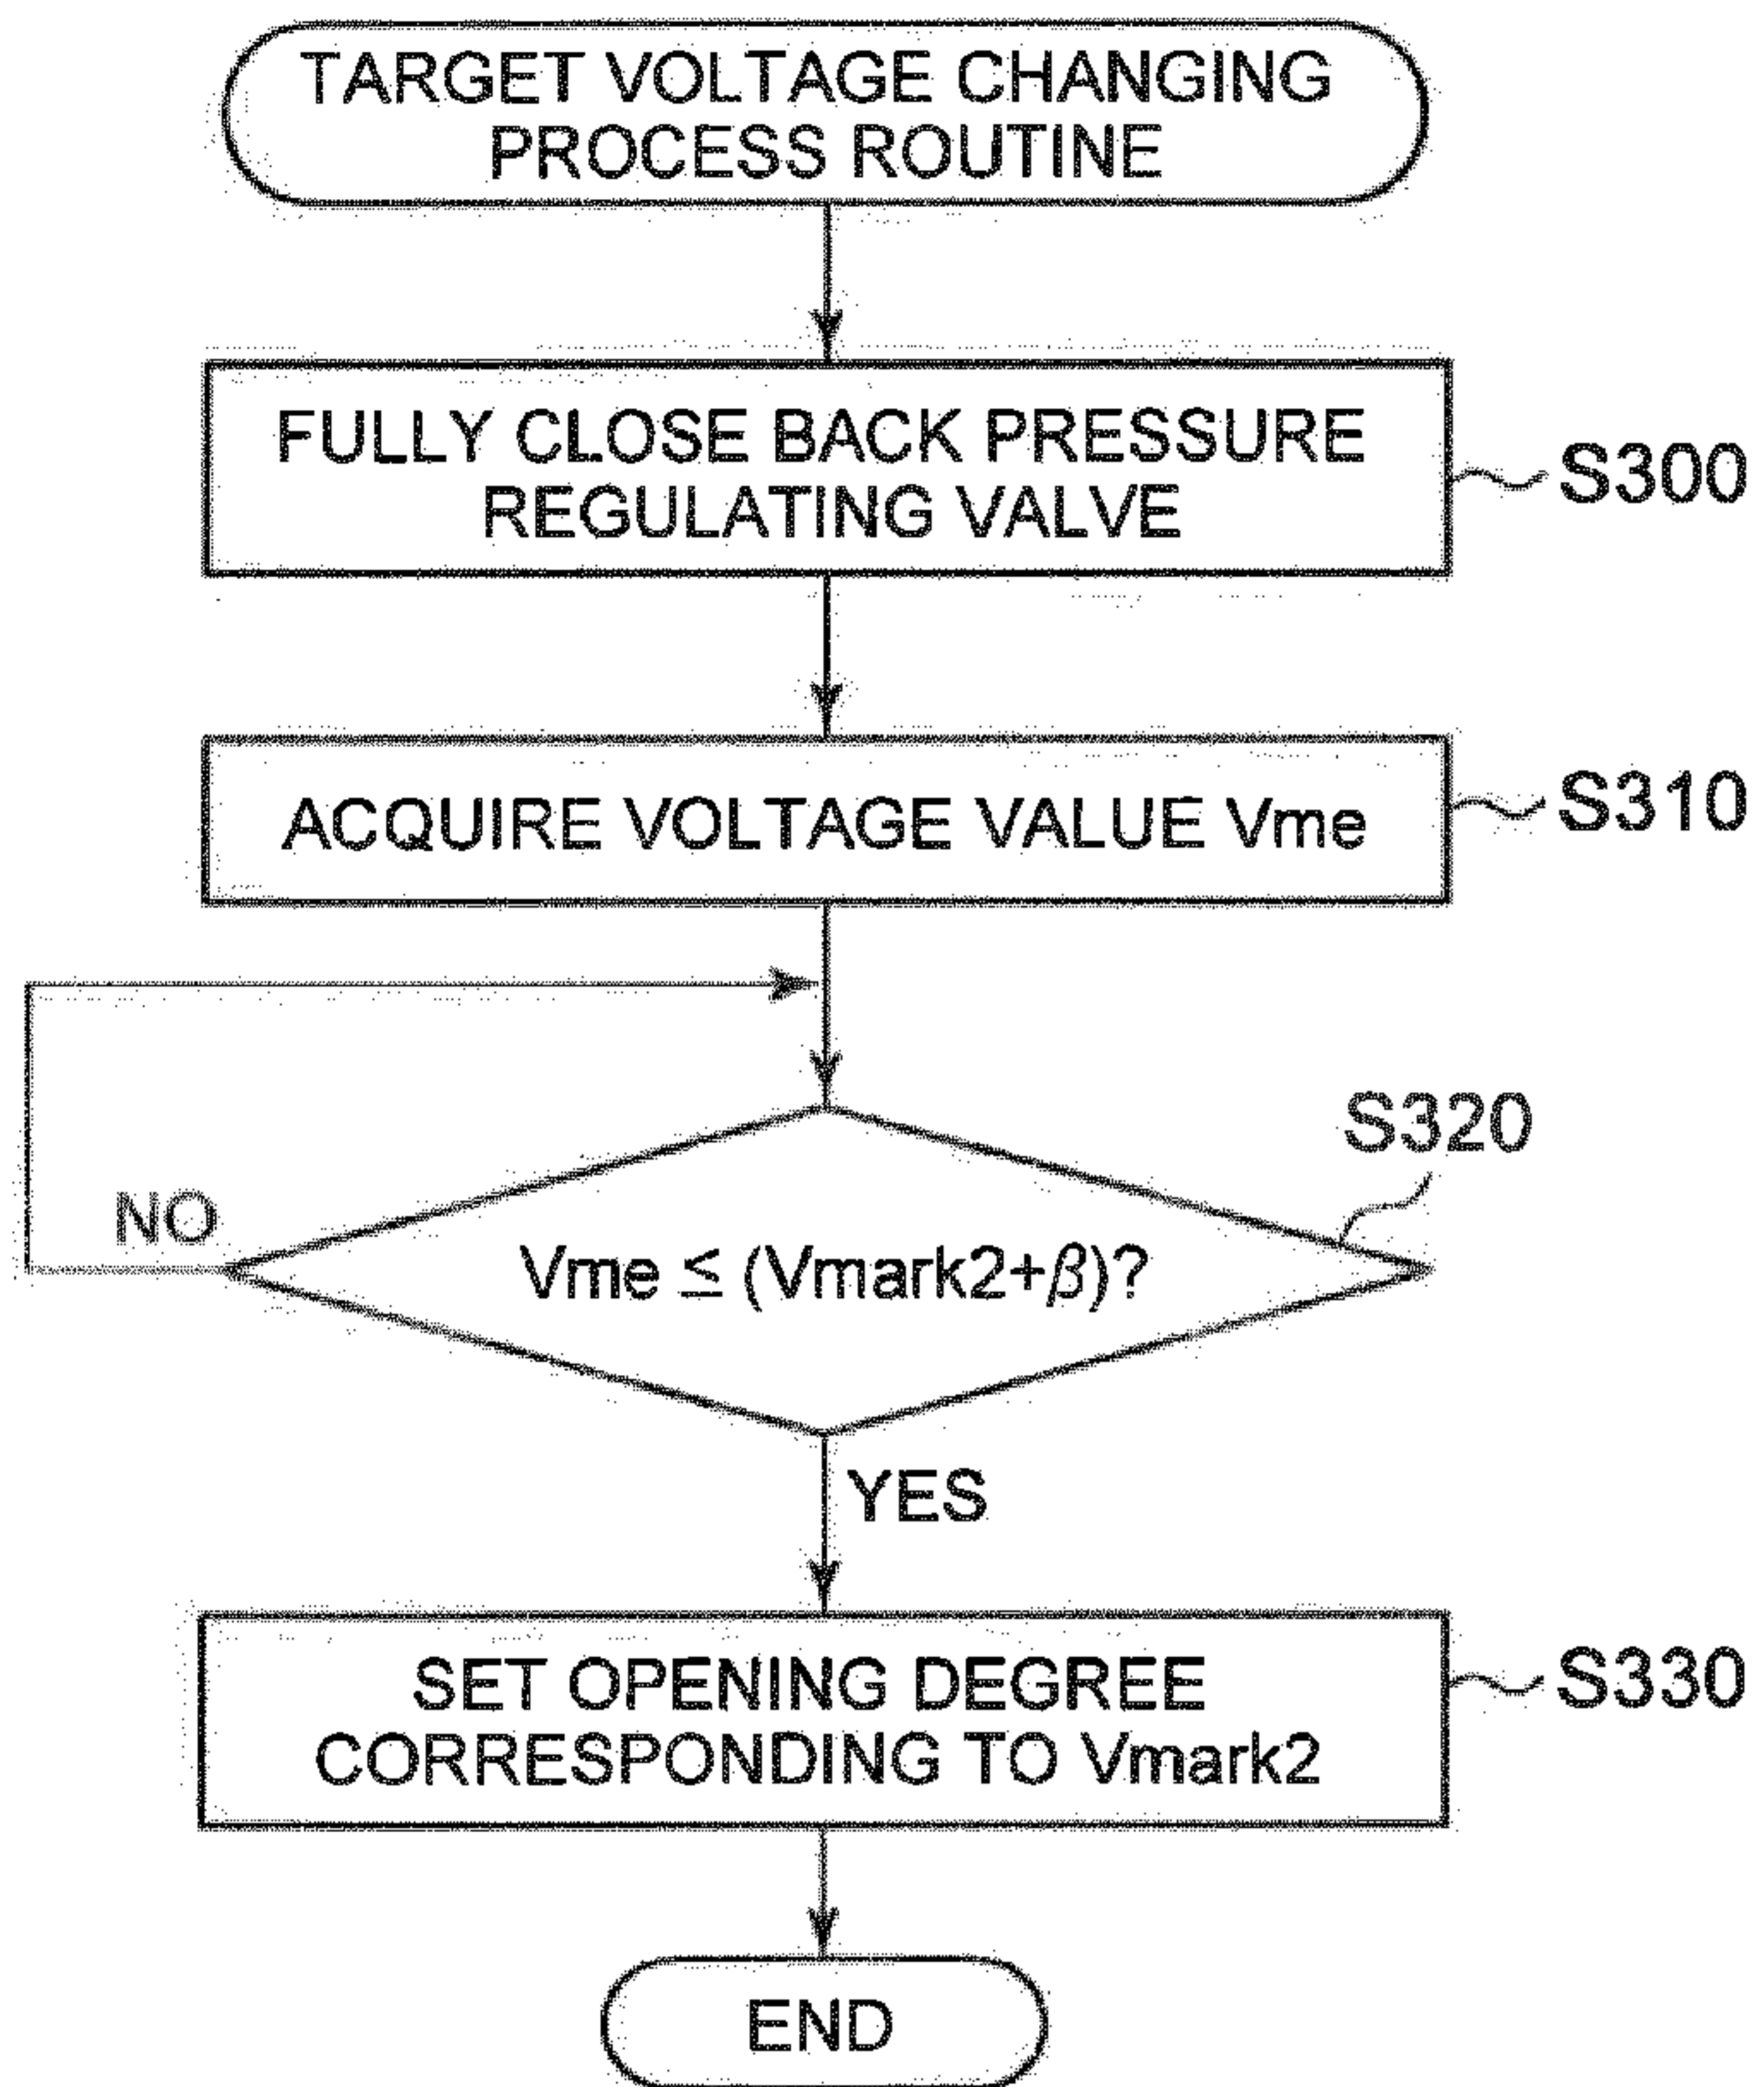 TARGET VOLTAGE CHANGING
PROCESS ROUTINE
FULLY CLOSE BACK PRESSURE
REGULATING VALVE
S300
ACQUIRE VOLTAGE VALUE Vme
S310
S320
NO
Vme ≤ (Vmark2+β)?
YES
SET OPENING DEGREE
CORRESPONDING TO Vmark2
S330
END